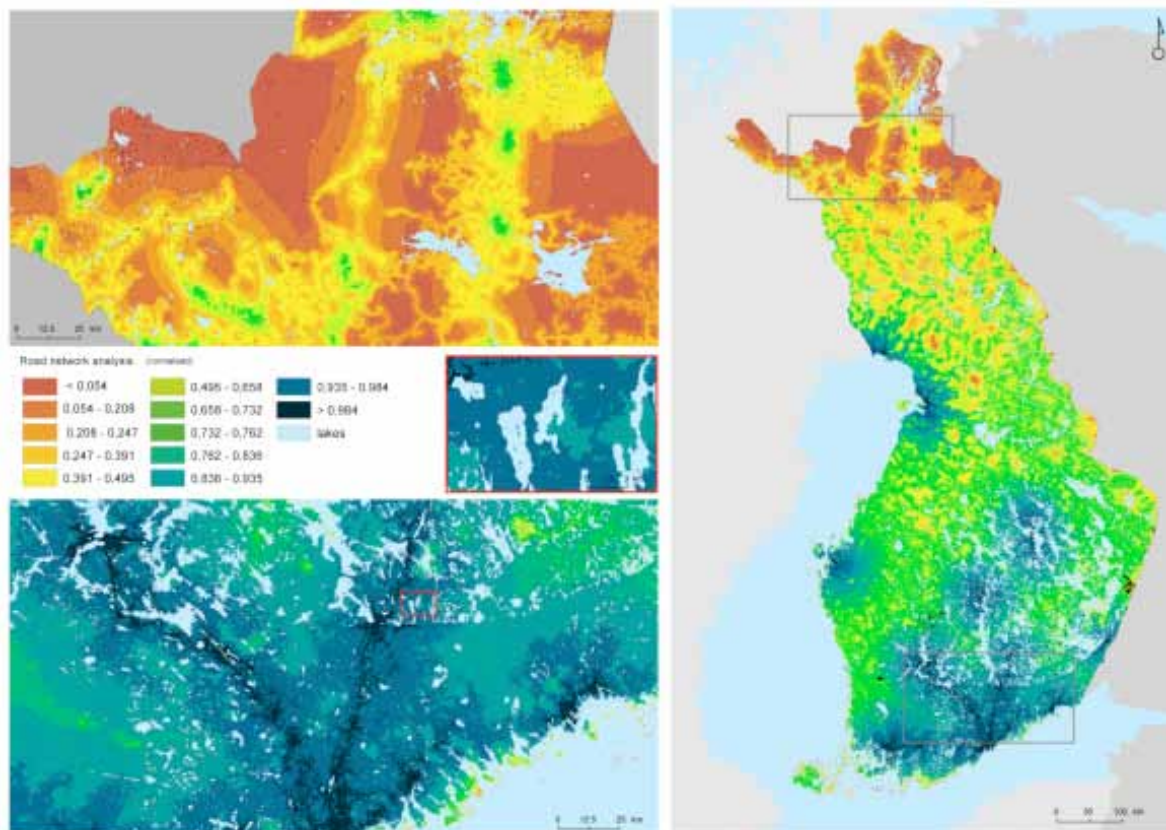 0 12.5 25 km
Road network analysis (normalised)
< 0.054
0.054 - 0.208
0.208 - 0.247
0.247 - 0.391
0.391 - 0.495
0.495 - 0.658
0.658 - 0.732
0.732 - 0.762
0.762 - 0.836
0.836 - 0.935
0.935 - 0.984
> 0.984
lakes
0 12.5 25 km
0 50 100 km